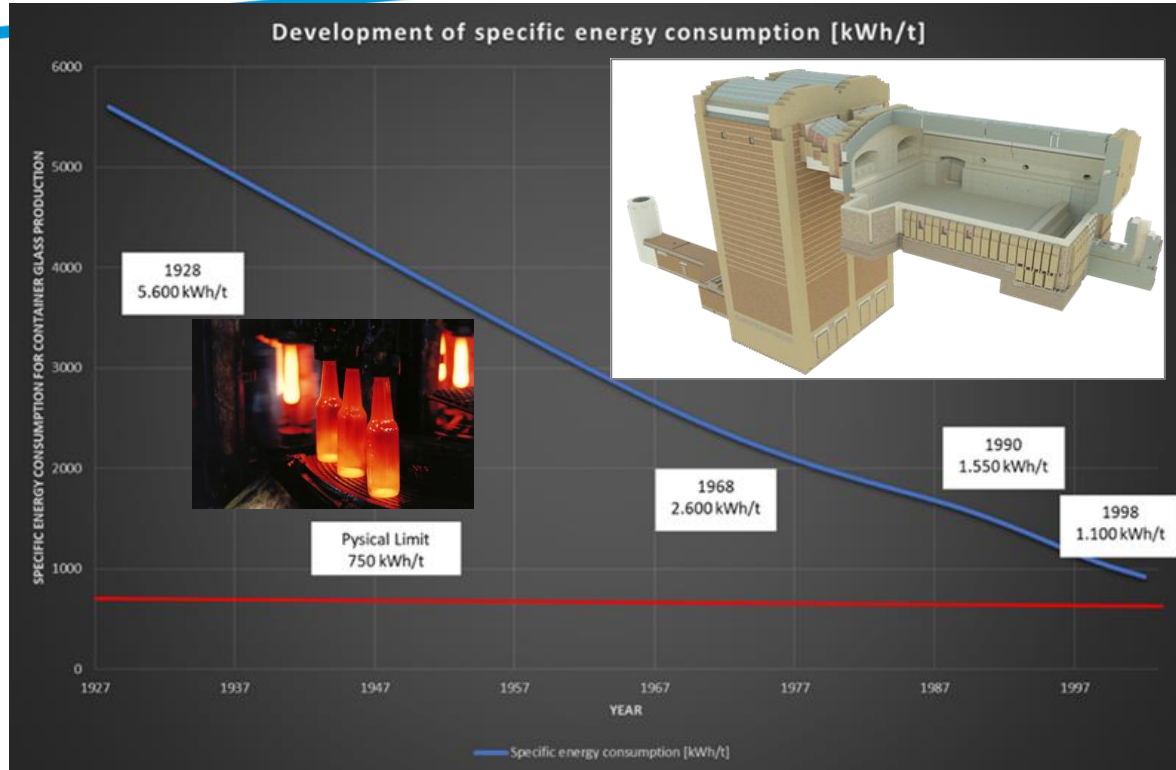 Development of specific energy consumption [kWh/t]
SPECIFIC ENERGY CONSUMPTION FOR CONTAINER GLASS PRODUCTION
6000
5000
4000
3000
2000
1000
0
1928
5.600 kWh/t
Pysical Limit
750 kWh/t
1968
2.600 kWh/t
1990
1.550 kWh/t
1998
1.100 kWh/t
1927
1937
1947
1957
1967
1977
1987
1997
YEAR
Specific energy consumption [kWh/t]